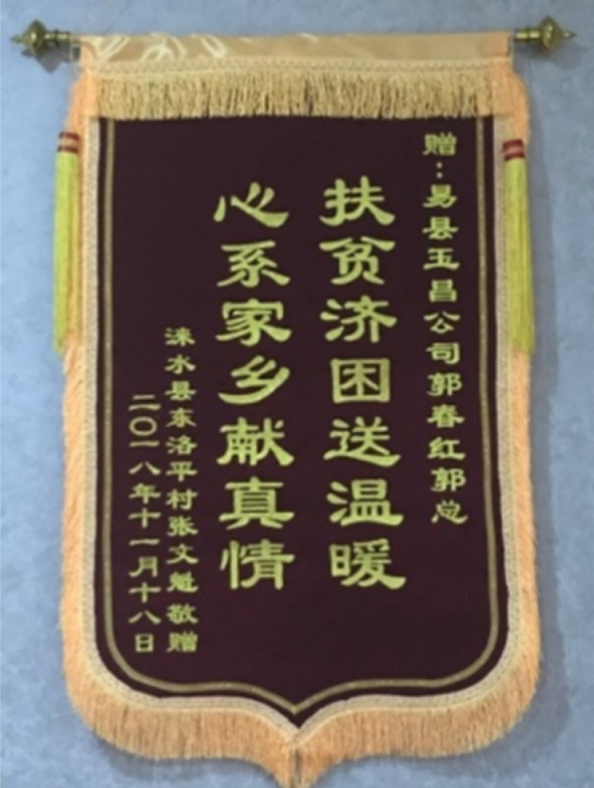 赠：易县玉昌公司郭春红郭总
扶贫济困送温暖
心系家乡献真情
涞水县东洛平村张文魁敬赠
二〇一八年十一月十八日